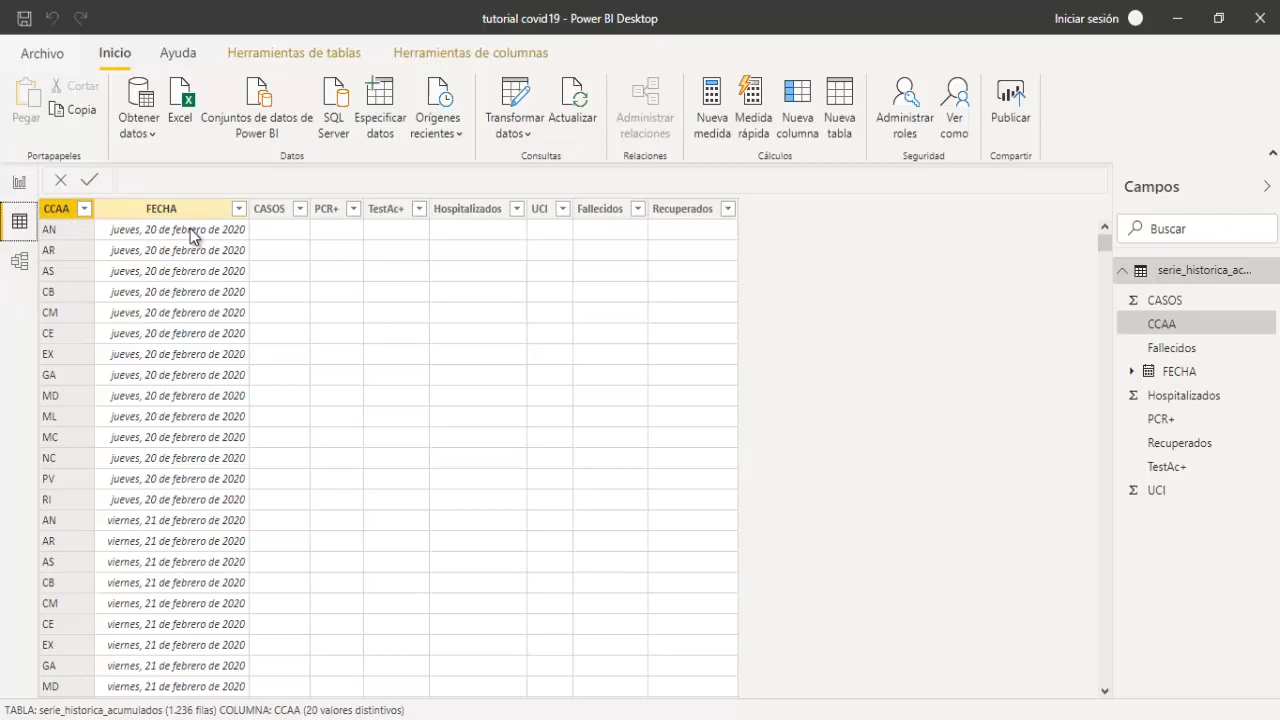 tutorial covid19 - Power BI Desktop
Iniciar sesión
Archivo Inicio Ayuda Herramientas de tablas Herramientas de columnas
Pegar
Cortar
Copia
Portapapeles
Obtener datos
Excel
Conjuntos de datos de Power BI
SQL Server
Especificar datos
Orígenes recientes
Datos
Transformar datos
Actualizar
Consultas
Administrar relaciones
Relaciones
Nueva medida
Medida rápida
Nueva columna
Nueva tabla
Cálculos
Administrar roles
Ver como
Seguridad
Publicar
Compartir
CCAA FECHA CASOS PCR+ TestAc+ Hospitalizados UCI Fallecidos Recuperados
AN jueves, 20 de febrero de 2020
AR jueves, 20 de febrero de 2020
AS jueves, 20 de febrero de 2020
CB jueves, 20 de febrero de 2020
CM jueves, 20 de febrero de 2020
CE jueves, 20 de febrero de 2020
EX jueves, 20 de febrero de 2020
GA jueves, 20 de febrero de 2020
MD jueves, 20 de febrero de 2020
ML jueves, 20 de febrero de 2020
MC jueves, 20 de febrero de 2020
NC jueves, 20 de febrero de 2020
PV jueves, 20 de febrero de 2020
RI jueves, 20 de febrero de 2020
AN viernes, 21 de febrero de 2020
AR viernes, 21 de febrero de 2020
AS viernes, 21 de febrero de 2020
CB viernes, 21 de febrero de 2020
CM viernes, 21 de febrero de 2020
CE viernes, 21 de febrero de 2020
EX viernes, 21 de febrero de 2020
GA viernes, 21 de febrero de 2020
MD viernes, 21 de febrero de 2020
Campos
Buscar
serie_historica_ac...
Σ CASOS
CCAA
Fallecidos
FECHA
Σ Hospitalizados
PCR+
Recuperados
TestAc+
Σ UCI
TABLA: serie_historica_acumulados (1.236 filas) COLUMNA: CCAA (20 valores distintivos)